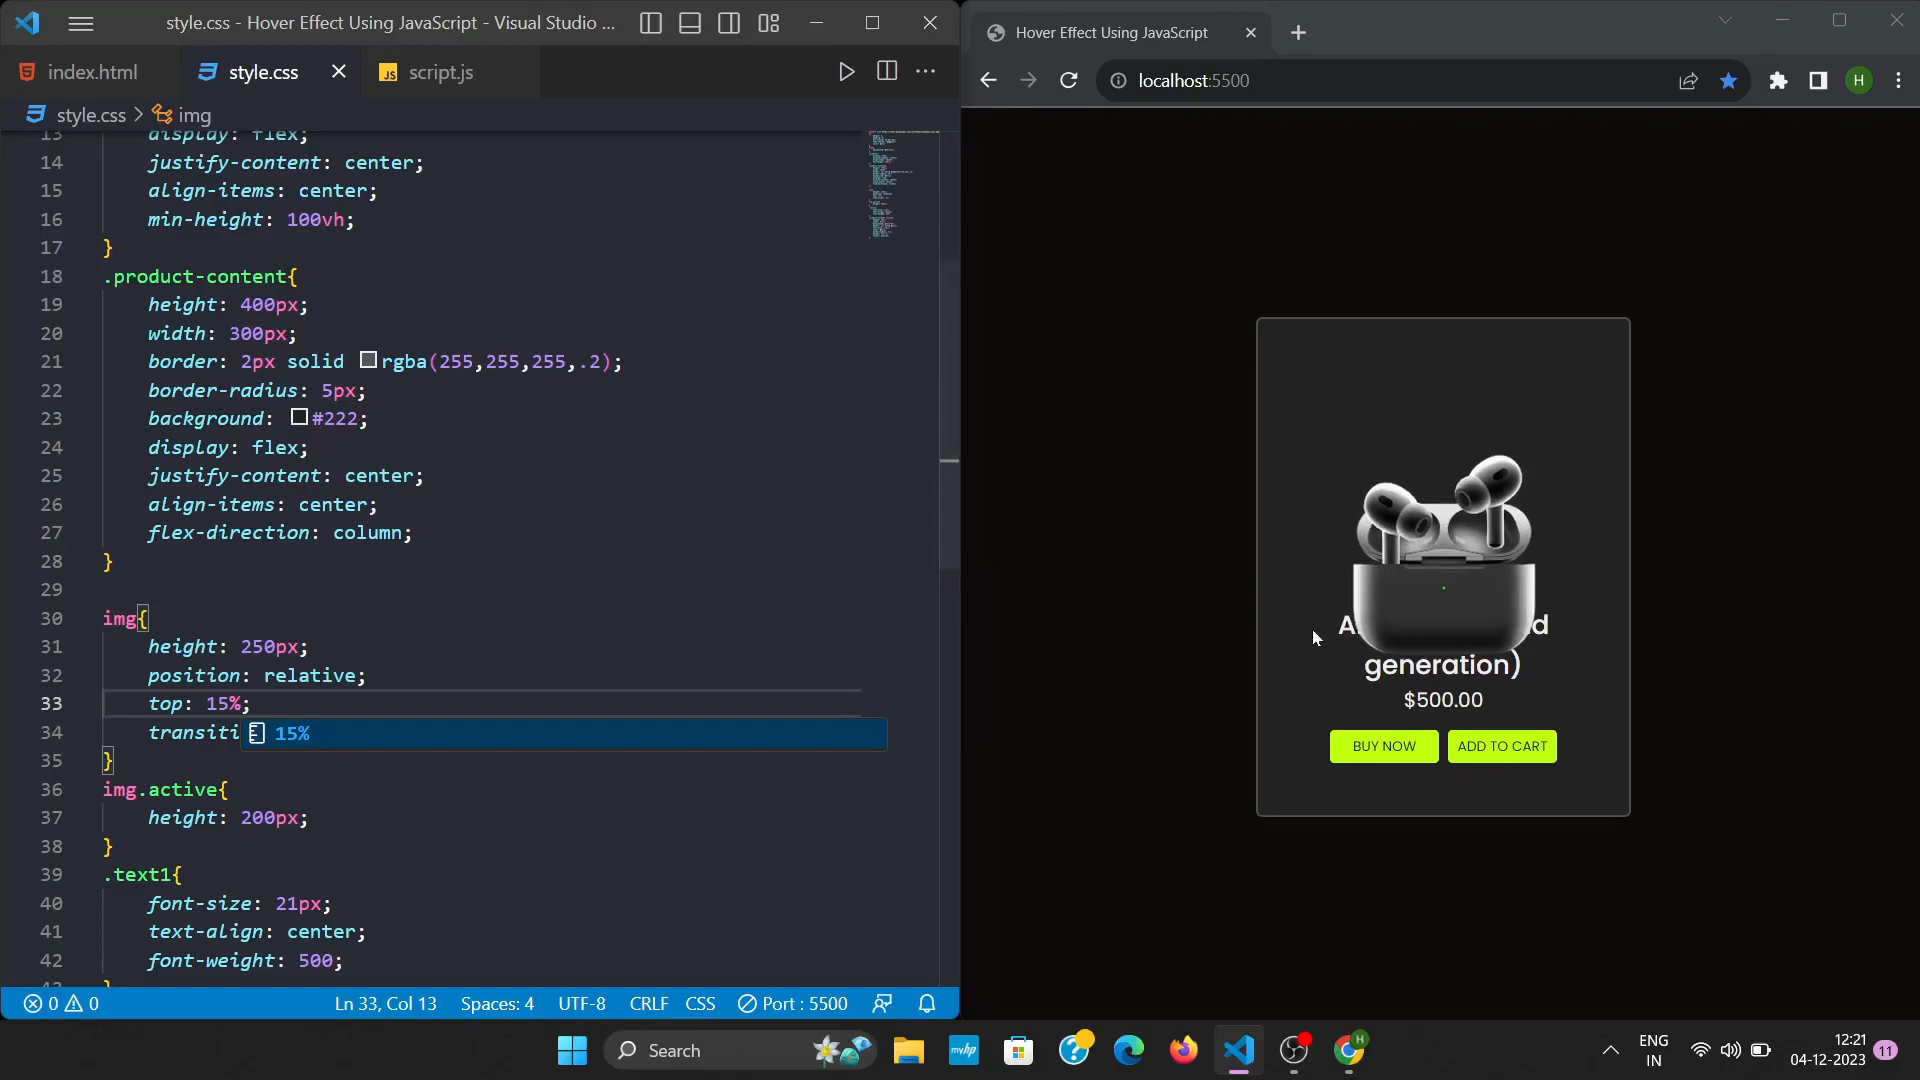 style.css - Hover Effect Using JavaScript - Visual Studio ...
index.html
style.css
JS script.js
style.css > img
13 display: flex;
14 justify-content: center;
15 align-items: center;
16 min-height: 100vh;
17 }
18 .product-content{
19 height: 400px;
20 width: 300px;
21 border: 2px solid rgba(255,255,255,.2);
22 border-radius: 5px;
23 background: #222;
24 display: flex;
25 justify-content: center;
26 align-items: center;
27 flex-direction: column;
28 }
29
30 img{
31 height: 250px;
32 position: relative;
33 top: 15%;
34 transiti
15%
35 }
36 img.active{
37 height: 200px;
38 }
39 .text1{
40 font-size: 21px;
41 text-align: center;
42 font-weight: 500;
0 0
Ln 33, Col 13
Spaces: 4
UTF-8
CRLF
CSS
Port : 5500
Hover Effect Using JavaScript
localhost:5500
H
generation)
$500.00
BUY NOW
ADD TO CART
Search
myhp
H
ENG
IN
12:21
04-12-2023
11